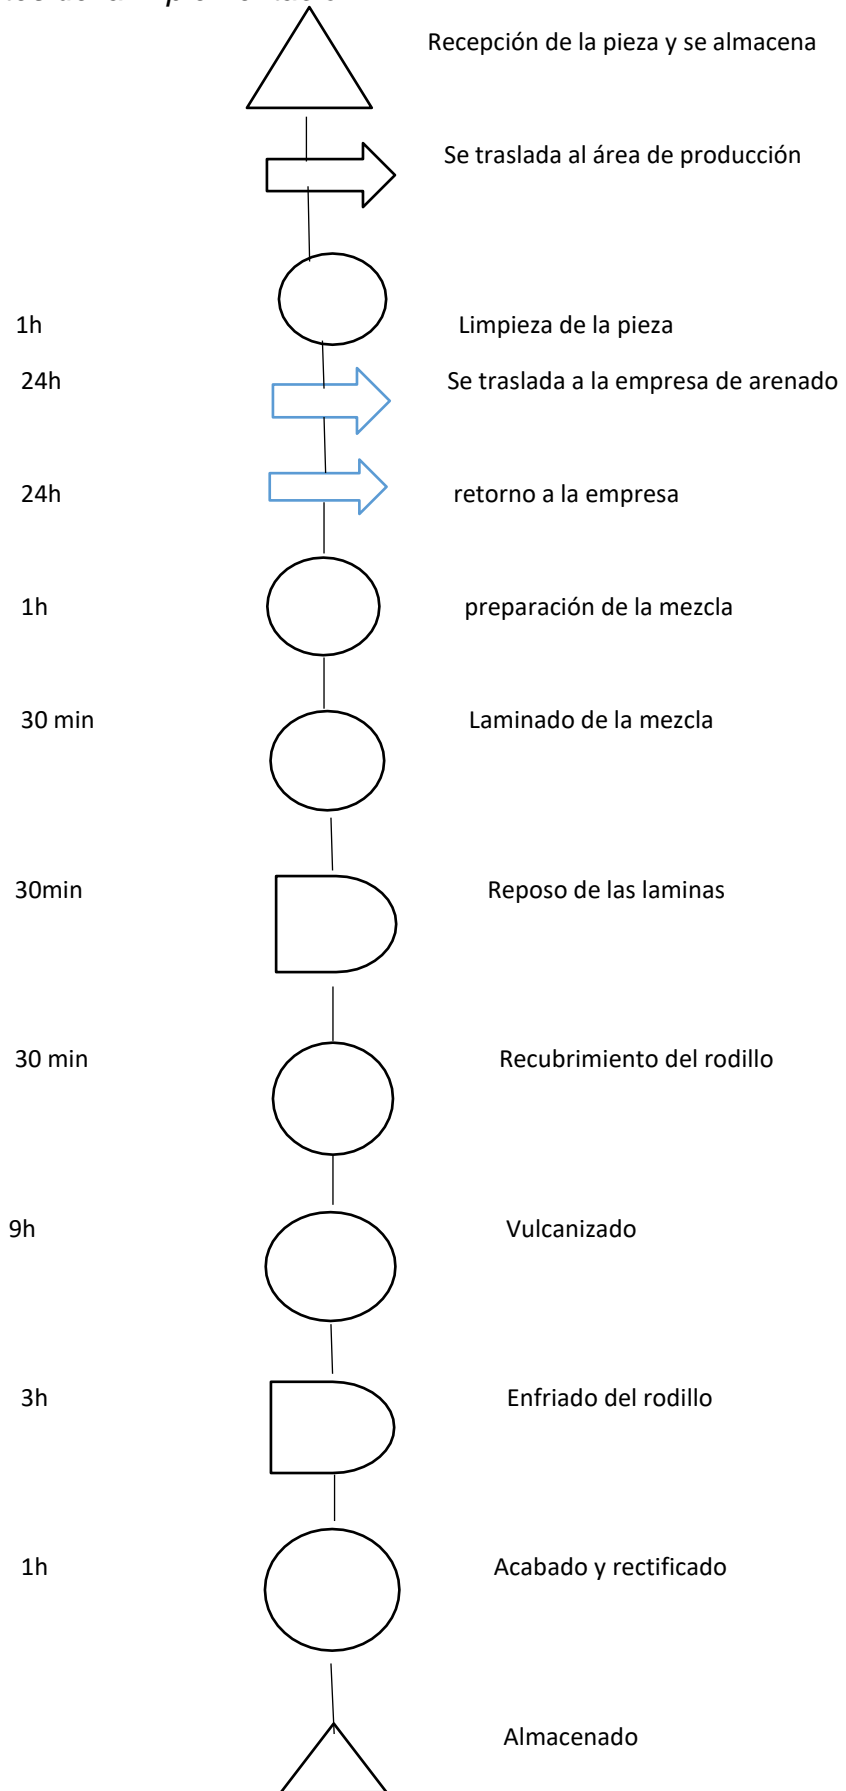 Recepción de la pieza y se almacena
Se traslada al área de producción
1h Limpieza de la pieza
24h Se traslada a la empresa de arenado
24h retorno a la empresa
1h preparación de la mezcla
30 min Laminado de la mezcla
30min Reposo de las laminas
30 min Recubrimiento del rodillo
9h Vulcanizado
3h Enfriado del rodillo
1h Acabado y rectificado
Almacenado